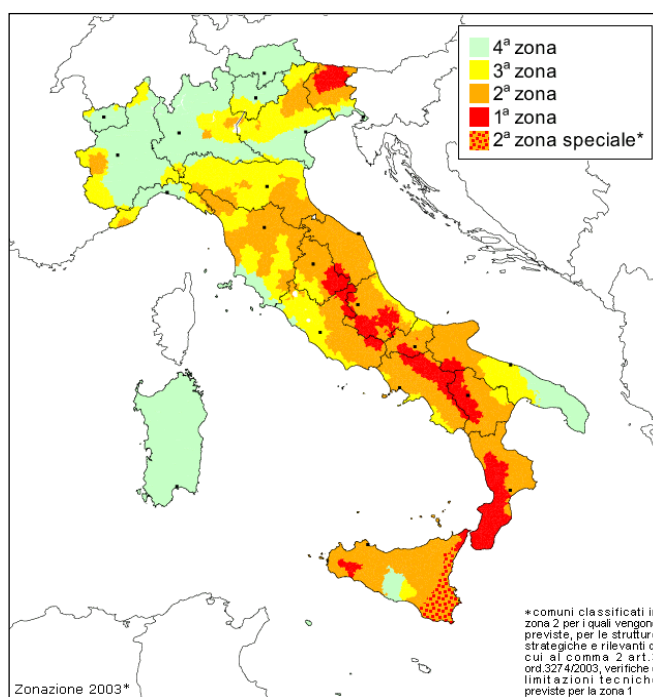 4ª zona
3ª zona
2ª zona
1ª zona
2ª zona speciale*
*comuni classificati in
zona 2 per i quali vengono
previste, per le strutture
strategiche e rilevanti di
cui al comma 2 art.3
ord.3274/2003, verifiche o
limitazioni tecniche
previste per la zona 1
Zonazione 2003*